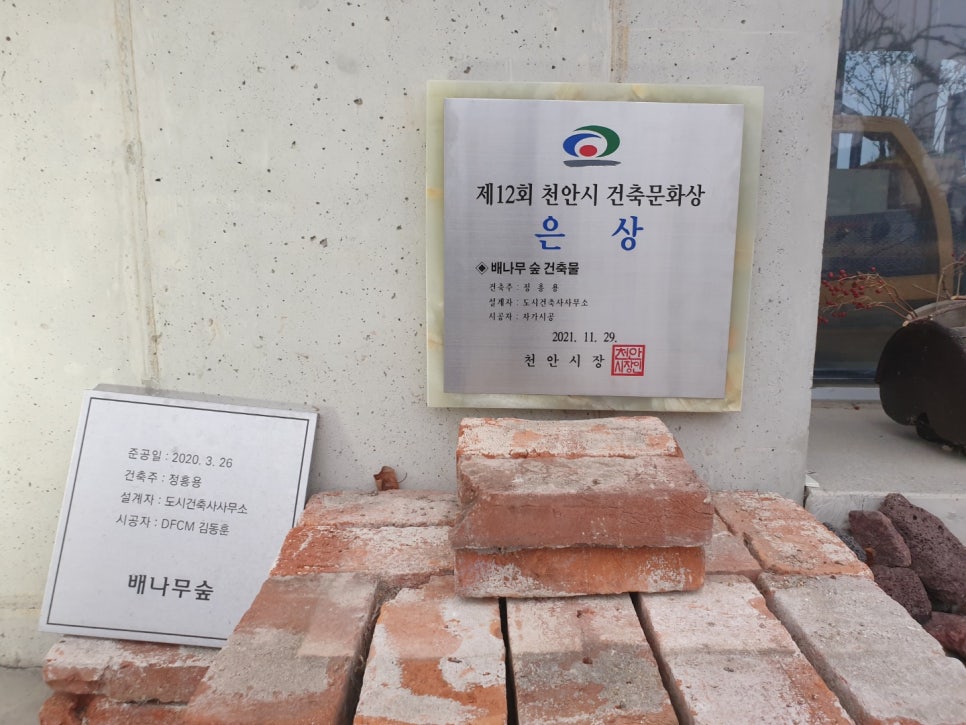 제12회 천안시 건축문화상
은 상
◈ 배나무 숲 건축물
건축주 : 정 흥 용
설계자 : 도시건축사사무소
시공자 : 자가시공
2021. 11. 29.
천 안 시 장
천안
시장인
준공일 : 2020. 3. 26
건축주 : 정흥용
설계자 : 도시건축사사무소
시공자 : DFCM 김동훈
배나무숲